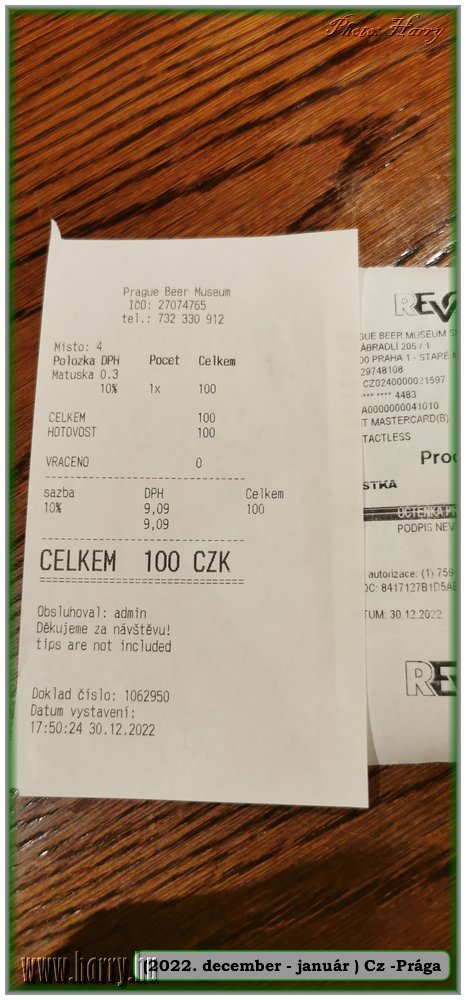 Photo: Harry
Prague Beer Museum
IČO: 27074765
tel.: 732 330 912
Místo: 4
Polozka DPH Pocet Celkem
Matuska 0.3
10% 1x 100
CELKEM 100
HOTOVOST 100
VRACENO 0
sazba DPH Celkem
10% 9,09 100
9,09
CELKEM 100 CZK
Obsluhoval: admin
Děkujeme za návštěvu!
tips are not included
Doklad číslo: 1062950
Datum vystavení:
17:50:24 30.12.2022
REV
GUE BEER MUSEUM
ÁBRADLÍ 205 / 1
00 PRAHA 1 - STARÉ
29748108
CZ0240000021597
**** **** 4483
A0000000041010
T MASTERCARD(B)
TACTLESS
Prod
STKA
ÚČTENKA
PODPIS NEV
autorizace: (1) 759
QC: 8417127B1D5AE
TUM: 30.12.2022
RE
www.harry.hu
(2022. december - január ) Cz -Prága